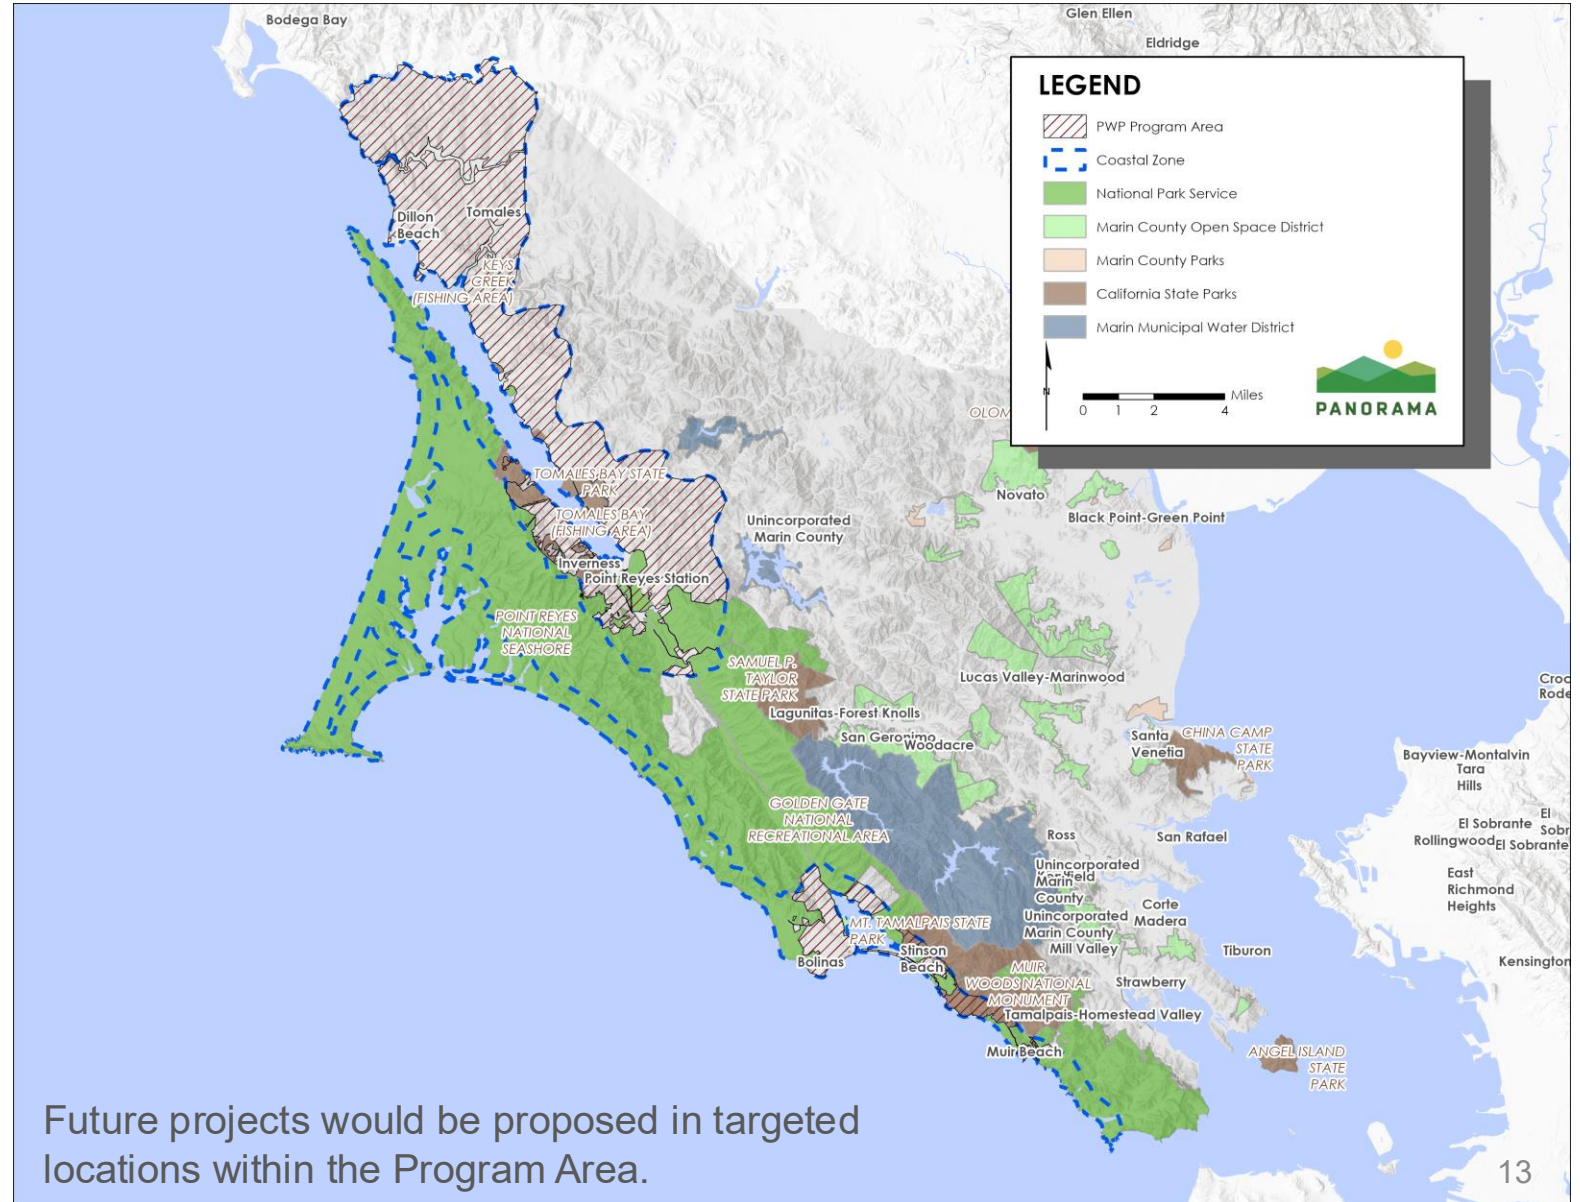 Bodega Bay
Glen Ellen
Eldridge
LEGEND
PWP Program Area
Coastal Zone
National Park Service
Marin County Open Space District
Marin County Parks
California State Parks
Marin Municipal Water District
N
0 1 2 4 Miles
PANORAMA
Dillon
Beach
Tomales
KEYS
CREEK
(FISHING AREA)
OLOM
TOMALES BAY STATE
PARK
TOMALES BAY
(FISHING AREA)
Inverness
Point Reyes Station
Unincorporated
Marin County
Novato
Black Point-Green Point
POINT REYES
NATIONAL
SEASHORE
SAMUEL P.
TAYLOR
STATE PARK
Lucas Valley-Marinwood
Lagunitas-Forest Knolls
San Geronimo
Woodacre
Santa
Venetia
CHINA CAMP
STATE
PARK
Croc
Rode
Bayview-Montalvin
Tara
Hills
GOLDEN GATE
NATIONAL
RECREATIONAL AREA
Ross
San Rafael
El Sobrante
El
Sobr
Rollingwood
El Sobrante
Unincorporated
Marin
County
Kentfield
East
Richmond
Heights
Corte
Madera
Unincorporated
Marin County
Mill Valley
MT. TAMALPAIS STATE
PARK
Stinson
Beach
Bolinas
Tiburon
Kensington
MUIR
WOODS NATIONAL
MONUMENT
Strawberry
Tamalpais-Homestead Valley
Muir Beach
ANGEL ISLAND
STATE
PARK
Future projects would be proposed in targeted
locations within the Program Area.
13